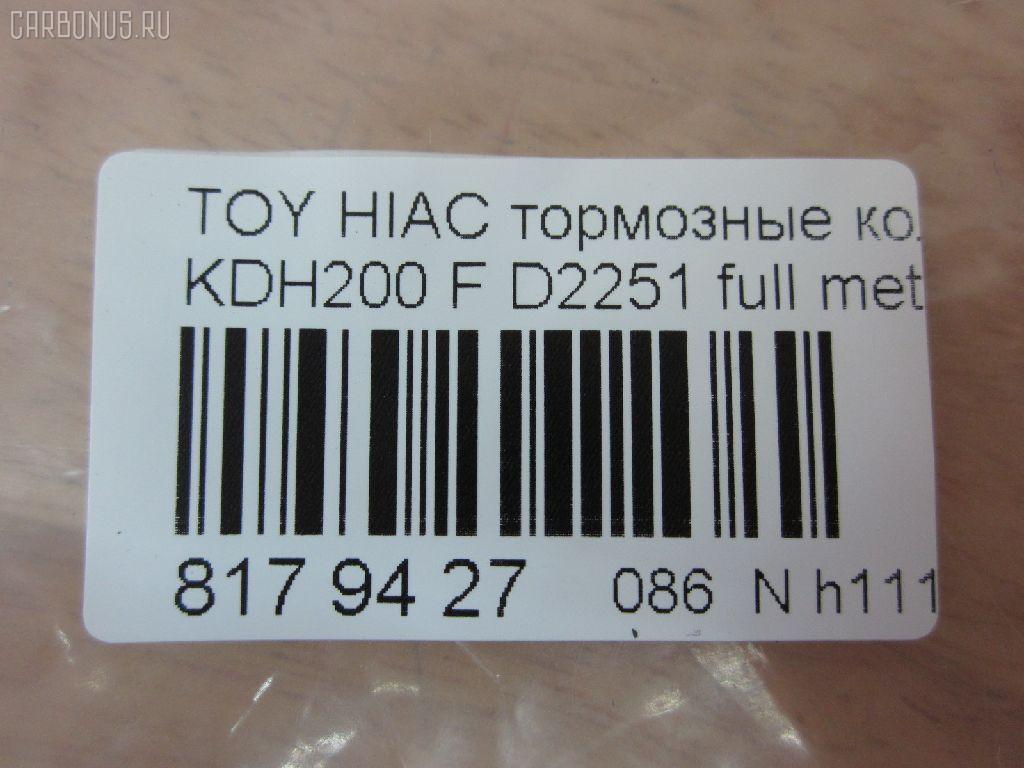 CARBONUS.RU
TOY HIAC тормозные ко
KDH200 F D2251 full met
817 94 27 086 N h111